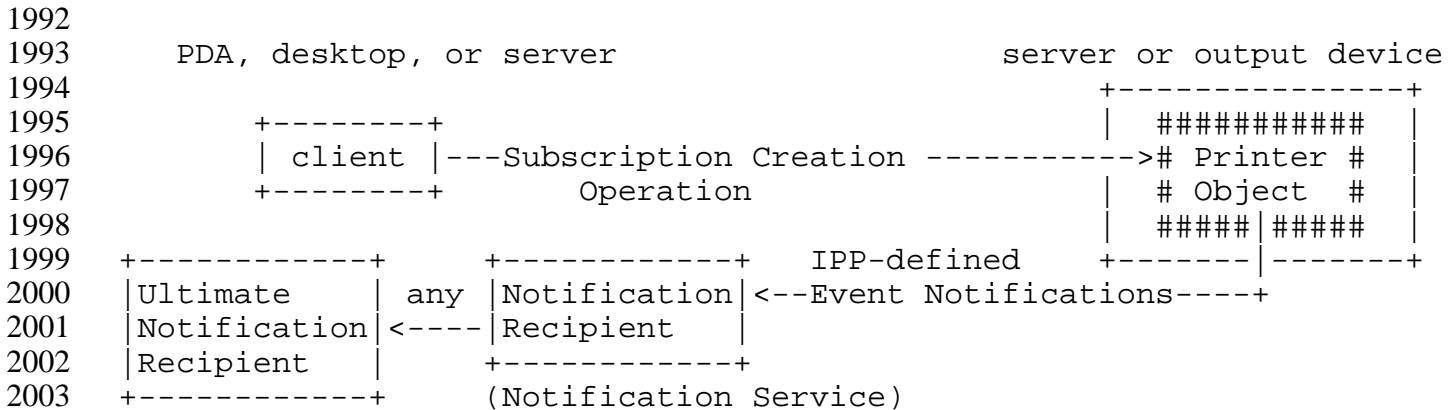 1992
1993 PDA, desktop, or server server or output device
1994 +---------------+
1995 +--------+ | ########### |
1996 | client |---Subscription Creation -----------># Printer # |
1997 +--------+ Operation | # Object # |
1998 | #####|##### |
1999 +------------+ +------------+ IPP-defined +-------|-------+
2000 |Ultimate | any |Notification|<--Event Notifications----+
2001 |Notification|<----|Recipient |
2002 |Recipient | +------------+
2003 +------------+ (Notification Service)